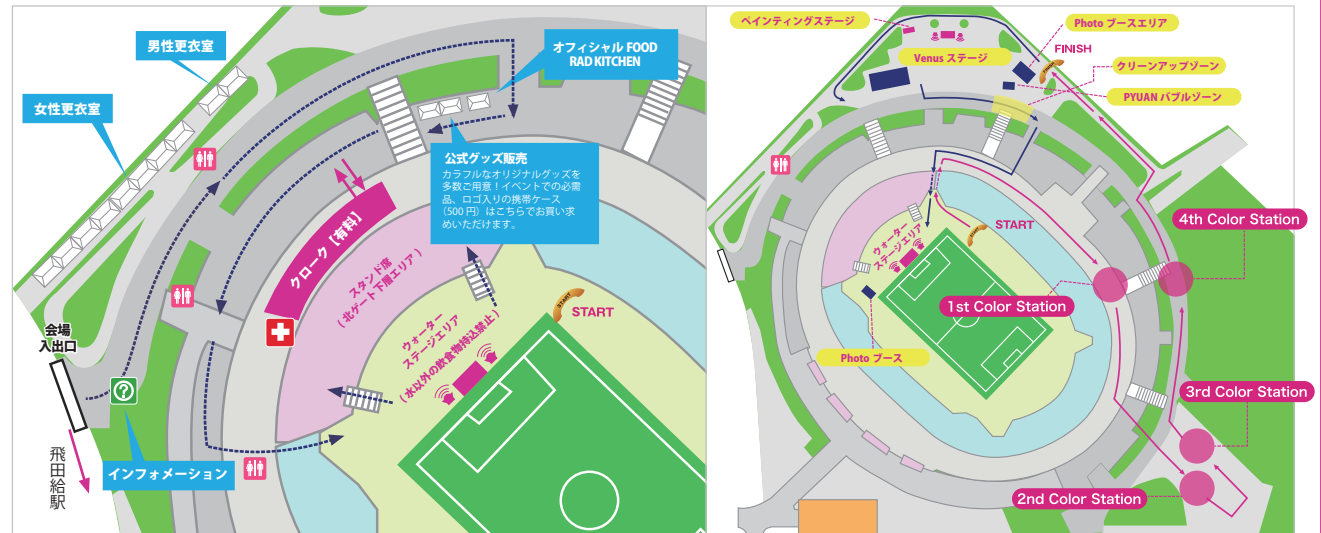 男性更衣室
女性更衣室
オフィシャル FOOD
RAD KITCHEN
公式グッズ販売
カラフルなオリジナルグッズを
多数ご用意！イベントでの必需
品、ロゴ入りの携帯ケース
（500 円）はこちらでお買い求
めいただけます。
クローク【有料】
スタンド席
( 北ゲート下層エリア )
ウォーター
ステージエリア
( 水以外の飲食物持込禁止 )
START
START
会場
入出口
飛田給駅
インフォメーション
ペインティングステージ
Photo ブースエリア
FINISH
FINISH
Venus ステージ
クリーンアップゾーン
PYUAN バブルゾーン
START
START
ウォーター
ステージエリア
Photo ブース
1st Color Station
4th Color Station
3rd Color Station
2nd Color Station